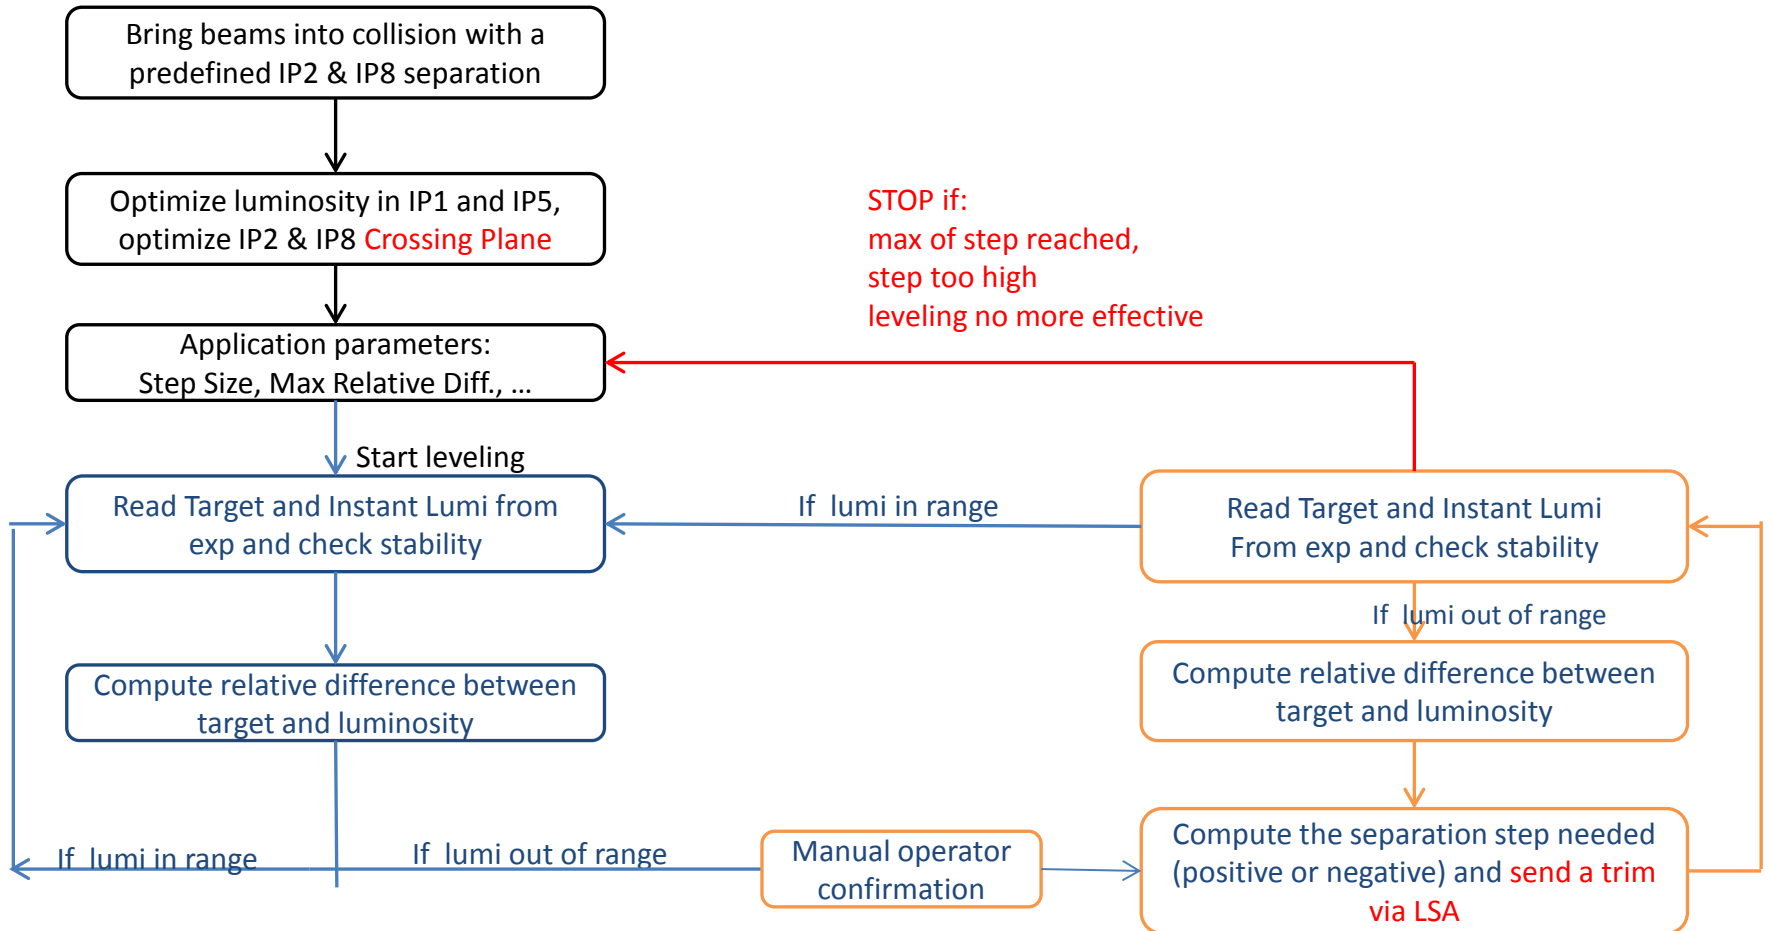 Bring beams into collision with a
predefined IP2 & IP8 separation
Optimize luminosity in IP1 and IP5,
optimize IP2 & IP8 Crossing Plane
STOP if:
max of step reached,
step too high
leveling no more effective
Application parameters:
Step Size, Max Relative Diff., ...
Start leveling
Read Target and Instant Lumi from
exp and check stability
If lumi in range
Read Target and Instant Lumi
From exp and check stability
If lumi out of range
Compute relative difference between
target and luminosity
Compute relative difference between
target and luminosity
If lumi in range
If lumi out of range
Manual operator
confirmation
Compute the separation step needed
(positive or negative) and send a trim
via LSA